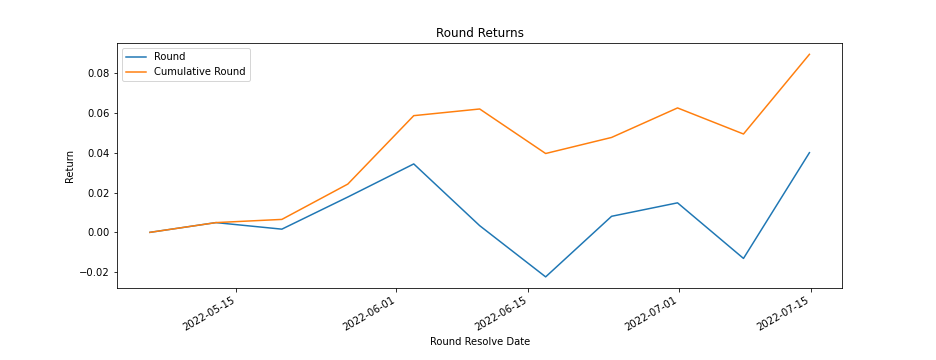 Round Returns
Round
Cumulative Round
Return
0.08
0.06
0.04
0.02
0.00
−0.02
2022-05-15
2022-06-01
2022-06-15
2022-07-01
2022-07-15
Round Resolve Date